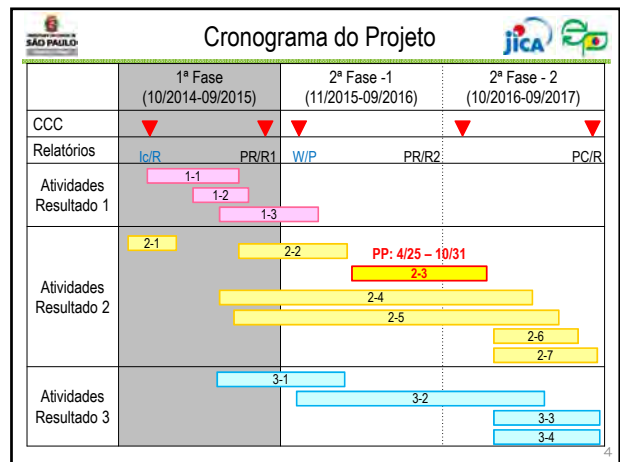 SÃO PAULO
Cronograma do Projeto
jica
1ª Fase
(10/2014-09/2015)
2ª Fase -1
(11/2015-09/2016)
2ª Fase - 2
(10/2016-09/2017)
CCC
Relatórios
Ic/R
PR/R1
W/P
PR/R2
PC/R
Atividades
Resultado 1
1-1
1-2
1-3
Atividades
Resultado 2
2-1
2-2
PP: 4/25 – 10/31
2-3
2-4
2-5
2-6
2-7
Atividades
Resultado 3
3-1
3-2
3-3
3-4
4